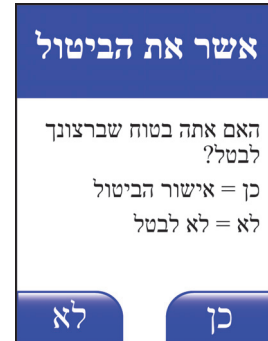 אשר את הביטול
האם אתה בטוח שברצונך
לבטל?
כן = אישור הביטול
לא = לא לבטל
כן
לא